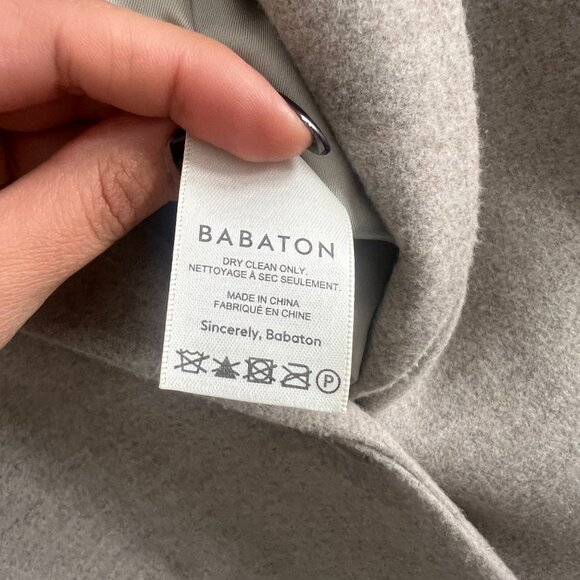 BABATON
DRY CLEAN ONLY.
NETTOYAGE À SEC SEULEMENT.
MADE IN CHINA
FABRIQUÉ EN CHINE
Sincerely, Babaton
P